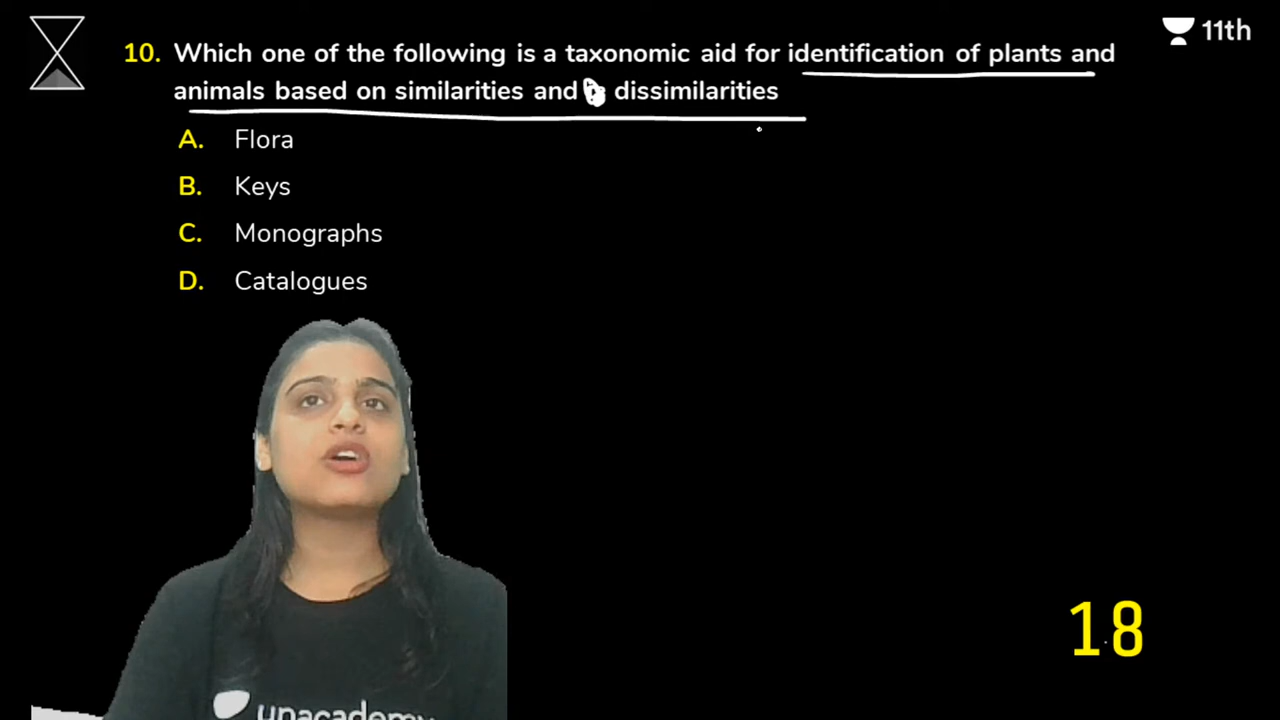 11th
10. Which one of the following is a taxonomic aid for identification of plants and
animals based on similarities and dissimilarities
A. Flora
B. Keys
C. Monographs
D. Catalogues
18
unacademy